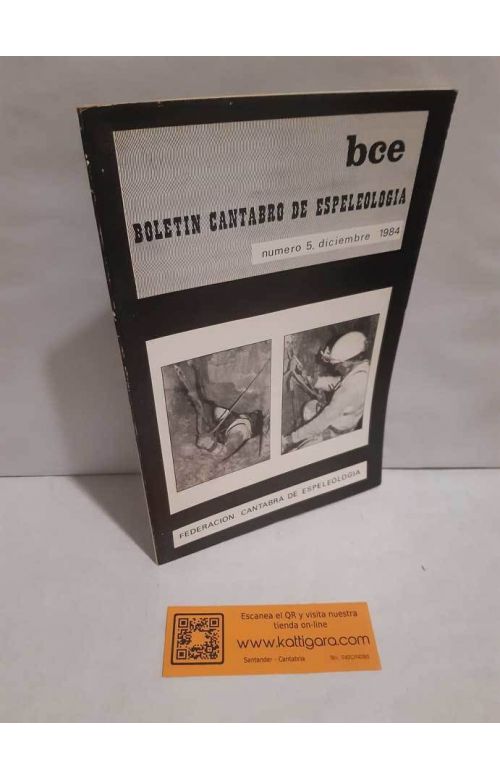 bce
BOLETIN CANTABRO DE ESPELEOLOGIA
numero 5. diciembre 1984
FEDERACION CANTABRA DE ESPELEOLOGIA
Escanea el QR y visita nuestra
tienda on-line
www.kattigara.com
Santander - Cantabria